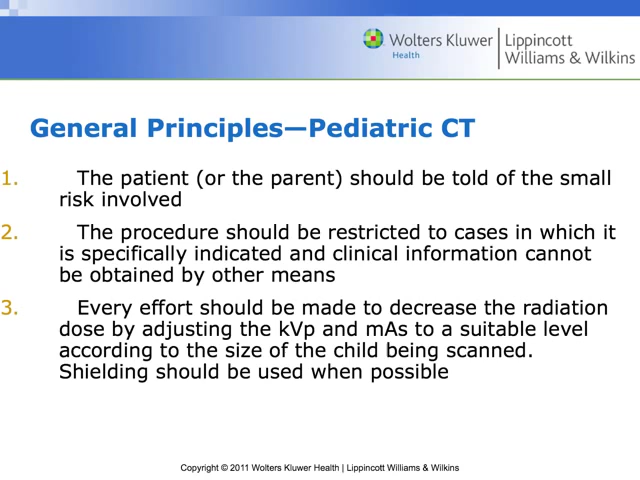 Wolters Kluwer
Health
Lippincott
Williams & Wilkins
General Principles—Pediatric CT
1. The patient (or the parent) should be told of the small
risk involved
2. The procedure should be restricted to cases in which it
is specifically indicated and clinical information cannot
be obtained by other means
3. Every effort should be made to decrease the radiation
dose by adjusting the kVp and mAs to a suitable level
according to the size of the child being scanned.
Shielding should be used when possible
Copyright © 2011 Wolters Kluwer Health | Lippincott Williams & Wilkins